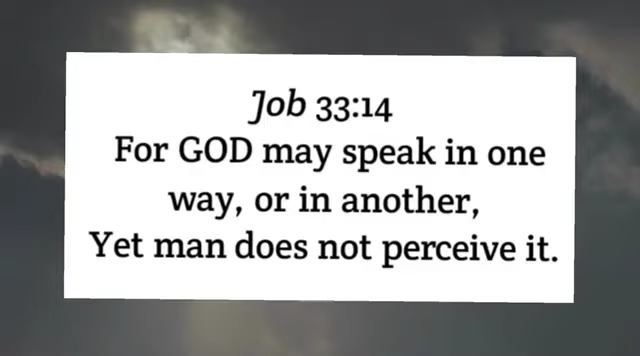 Job 33:14
For GOD may speak in one
way, or in another,
Yet man does not perceive it.